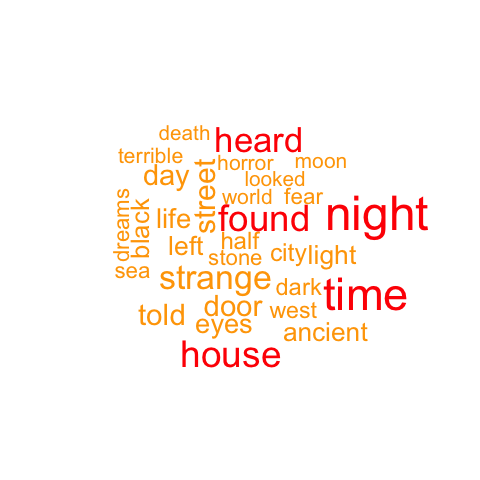 death
heard
terrible
horror
moon
day
street
looked
world
fear
dreams
black
life
found
night
left
half
stone
city
light
sea
strange
dark
time
told
door
west
eyes
ancient
house